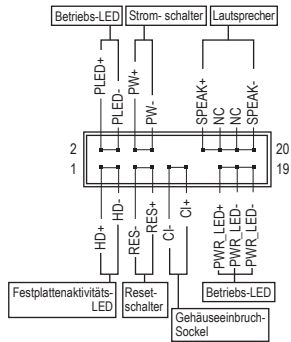 Betriebs-LED
Strom- schalter
Lautsprecher
PLED+
PLED-
PW+
PW-
SPEAK+
NC
NC
SPEAK-
2
20
1
19
HD+
HD-
RES-
RES+
CI-
CI+
PWR_LED+
PWR_LED-
PWR_LED-
Festplattenaktivitäts-
LED
Reset-
schalter
Betriebs-LED
Gehäuseeinbruch-
Sockel